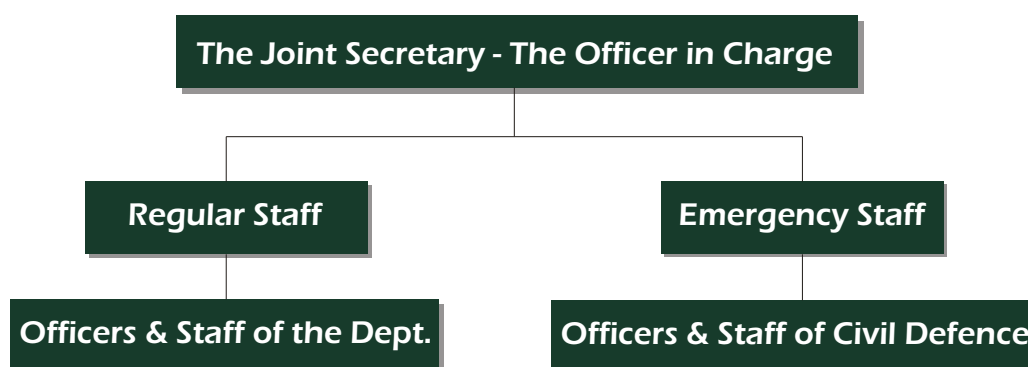 The Joint Secretary - The Officer in Charge
Regular Staff
Emergency Staff
Officers & Staff of the Dept.
Officers & Staff of Civil Defence